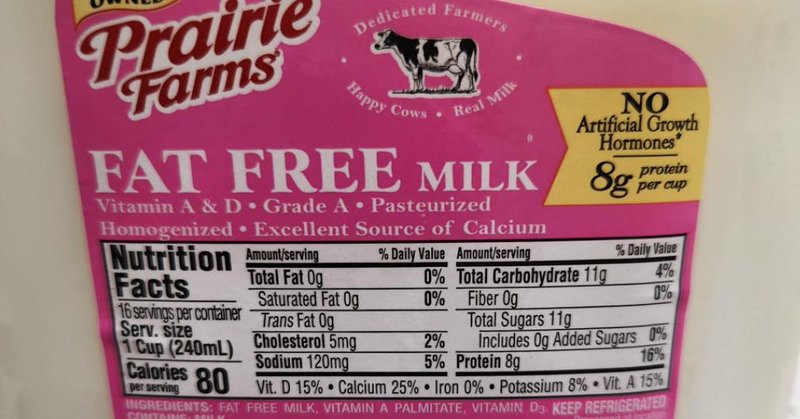 OWNED
Prairie
Farms
Dedicated Farmers
Happy Cows • Real Milk
NO
Artificial Growth
Hormones*
8g protein
per cup
FAT FREE MILK
Vitamin A & D • Grade A • Pasteurized
Homogenized • Excellent Source of Calcium
Nutrition
Facts
16 servings per container
Serv. size
1 Cup (240mL)
Calories 80
per serving
Amount/serving % Daily Value
Total Fat 0g 0%
Saturated Fat 0g 0%
Trans Fat 0g
Cholesterol 5mg 2%
Sodium 120mg 5%
Amount/serving % Daily Value
Total Carbohydrate 11g 4%
Fiber 0g 0%
Total Sugars 11g
Includes 0g Added Sugars 0%
Protein 8g 16%
Vit. D 15% • Calcium 25% • Iron 0% • Potassium 8% • Vit. A 15%
INGREDIENTS: FAT FREE MILK, VITAMIN A PALMITATE, VITAMIN D3. KEEP REFRIGERATED
CONTAINS: MILK